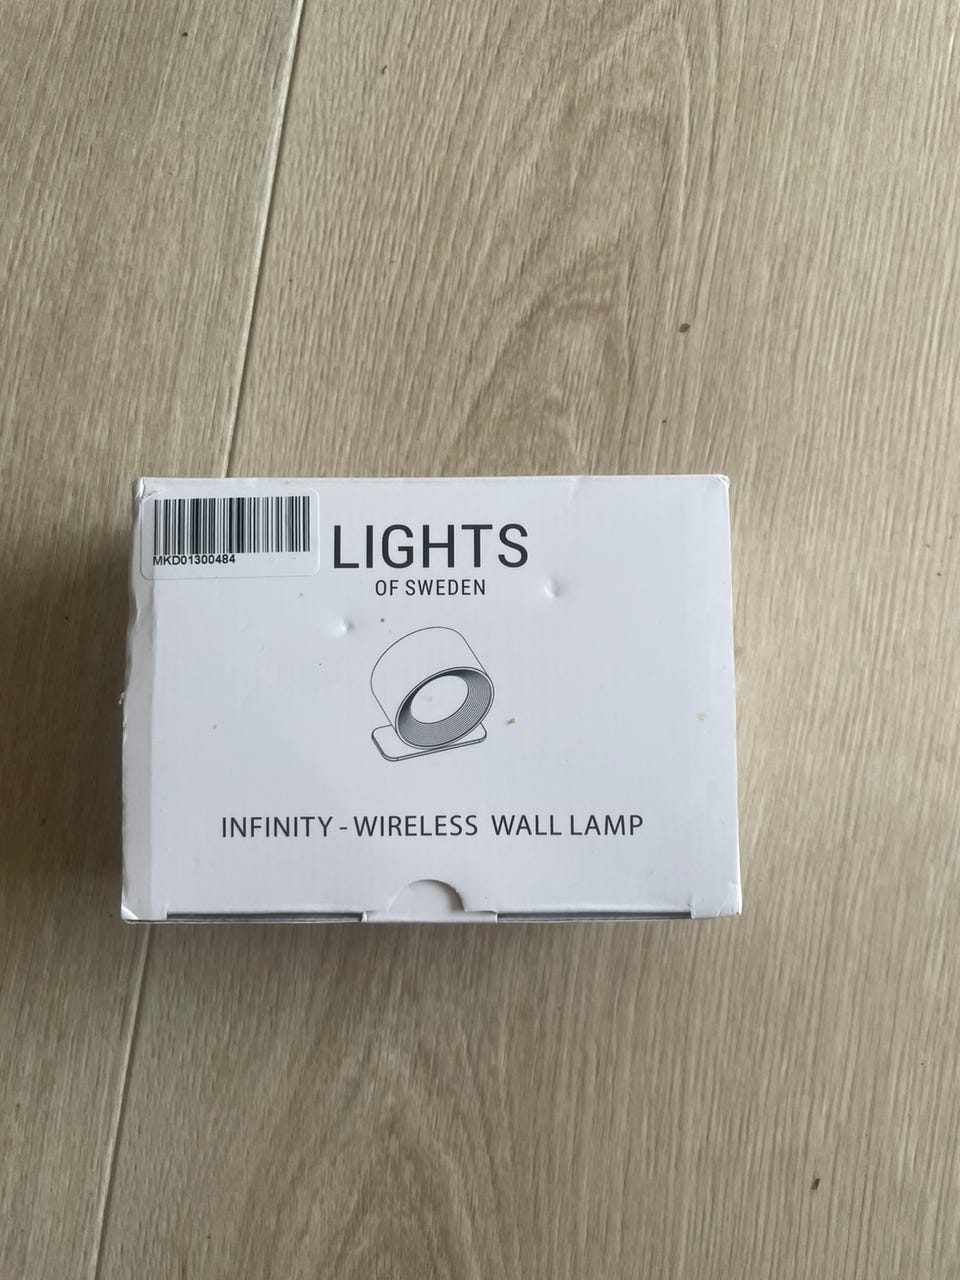 MKD01300484
LIGHTS
OF SWEDEN
INFINITY - WIRELESS WALL LAMP